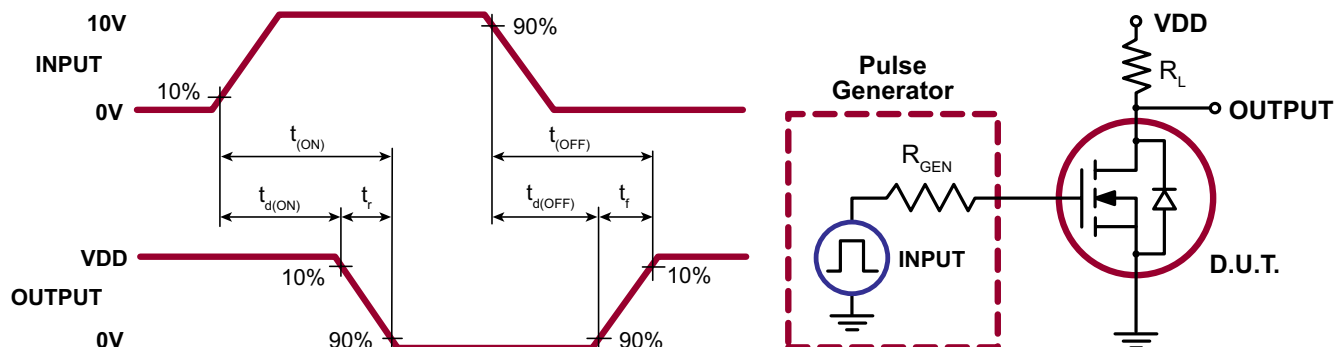 10V
INPUT
0V
10%
90%
t(ON)
t(OFF)
td(ON)
tr
td(OFF)
tf
VDD
OUTPUT
0V
10%
90%
90%
10%
Pulse
Generator
RGEN
INPUT
VDD
RL
OUTPUT
D.U.T.